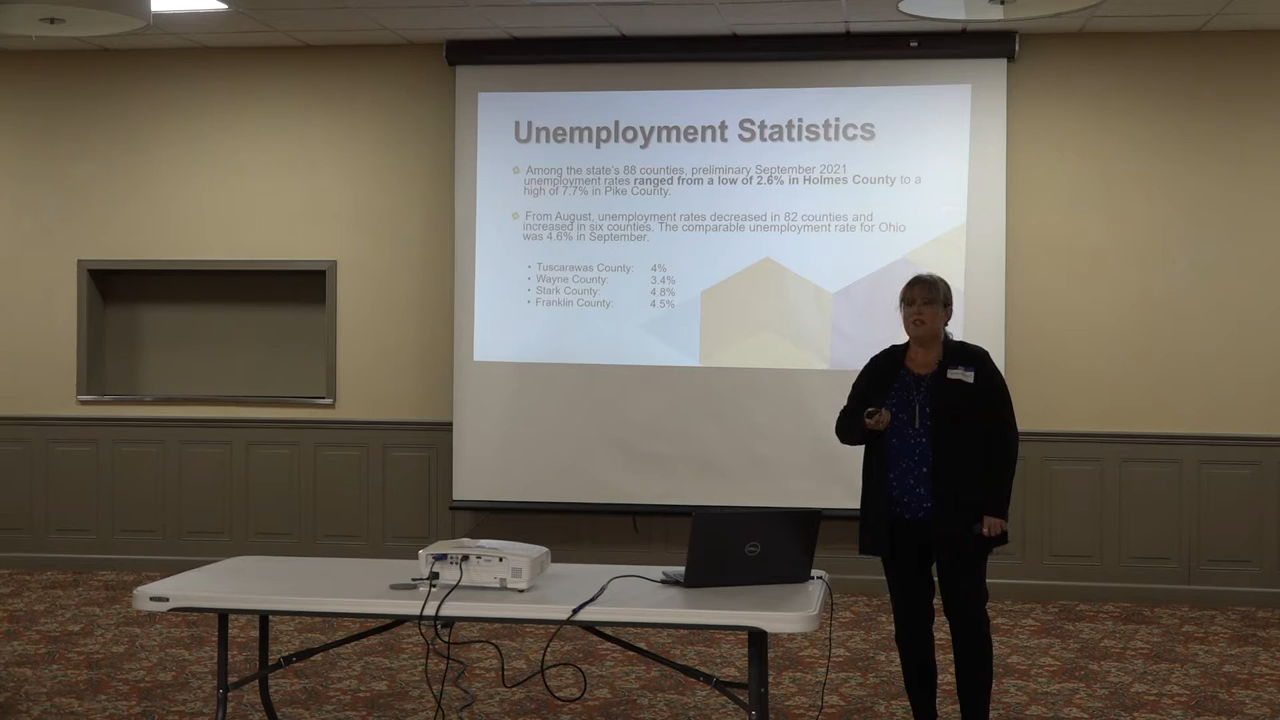 Unemployment Statistics
Among the state's 88 counties, preliminary September 2021
unemployment rates ranged from a low of 2.6% in Holmes County to a
high of 7.7% in Pike County.
From August, unemployment rates decreased in 82 counties and
increased in six counties. The comparable unemployment rate for Ohio
was 4.6% in September.
• Tuscarawas County: 4%
• Wayne County: 3.4%
• Stark County: 4.8%
• Franklin County: 4.5%
DELL